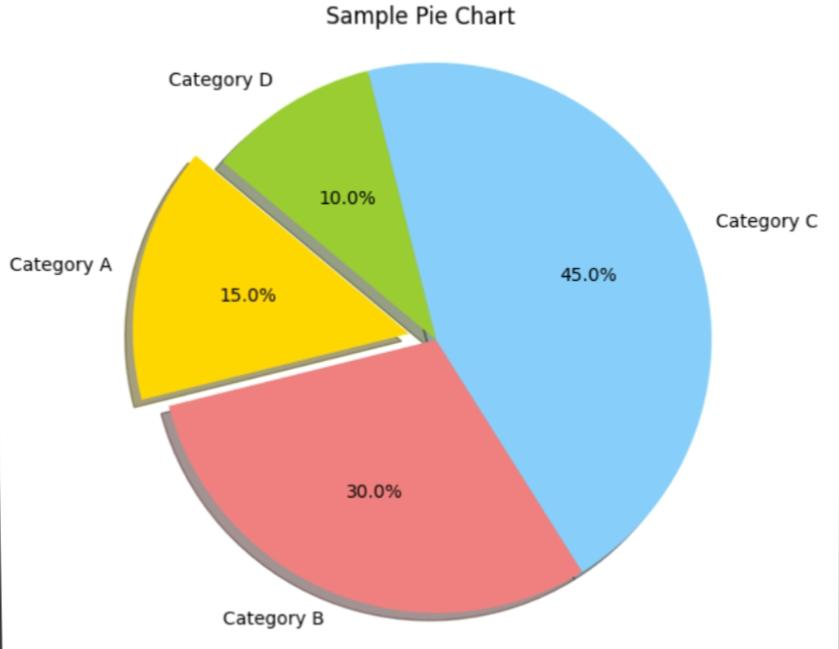 Sample Pie Chart
Category D
10.0%
Category C
45.0%
Category A
15.0%
30.0%
Category B